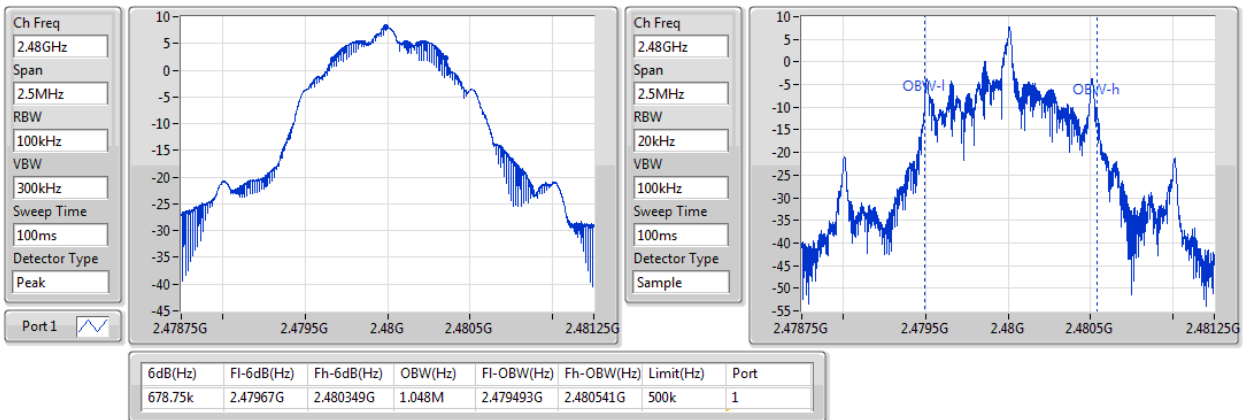 Ch Freq
2.48GHz
Span
2.5MHz
RBW
100kHz
VBW
300kHz
Sweep Time
100ms
Detector Type
Peak
Port 1
10
5
0
-5
-10
-15
-20
-25
-30
-35
-40
-45
2.47875G 2.4795G 2.48G 2.4805G 2.48125G
Ch Freq
2.48GHz
Span
2.5MHz
RBW
20kHz
VBW
100kHz
Sweep Time
100ms
Detector Type
Sample
10
5
0
-5
-10
-15
-20
-25
-30
-35
-40
-45
-50
-55
OBW-l OBW-h
2.47875G 2.4795G 2.48G 2.4805G 2.48125G
6dB(Hz) Fl-6dB(Hz) Fh-6dB(Hz) OBW(Hz) Fl-OBW(Hz) Fh-OBW(Hz) Limit(Hz) Port
678.75k 2.47967G 2.480349G 1.048M 2.479493G 2.480541G 500k 1